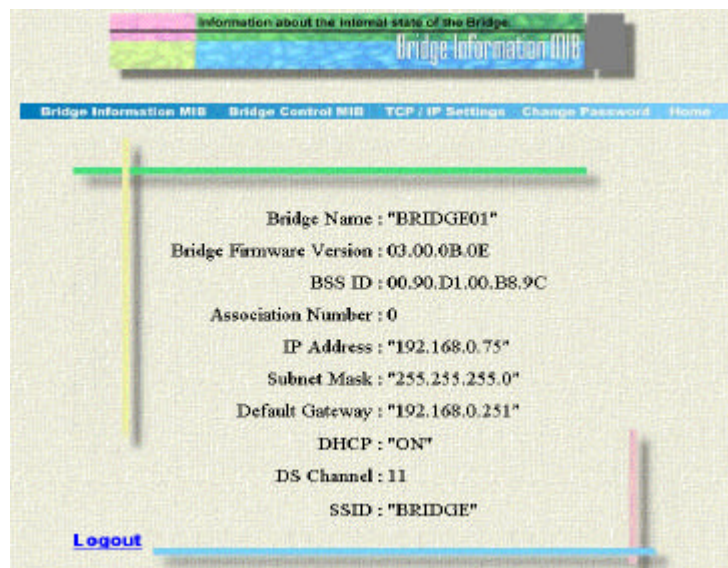 Information about the Internal state of the Bridge.
Bridge Information MIB
Bridge Information MIB Bridge Control MIB TCP / IP Settings Change Password Home
Bridge Name : "BRIDGE01"
Bridge Firmware Version : 03.00.0B.0E
BSS ID : 00.90.D1.00.B8.9C
Association Number : 0
IP Address : "192.168.0.75"
Subnet Mask : "255.255.255.0"
Default Gateway : "192.168.0.251"
DHCP : "ON"
DS Channel : 11
SSID : "BRIDGE"
Logout